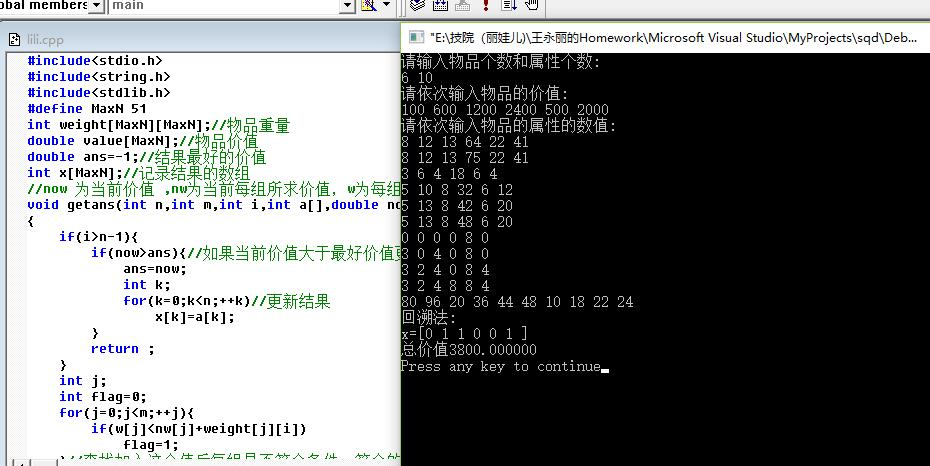 obal members
main
lili.cpp
#include<stdio.h>
#include<string.h>
#include<stdlib.h>
#define MaxN 51
int weight[MaxN][MaxN];//物品重量
double value[MaxN];//物品价值
double ans=-1;//结果最好的价值
int x[MaxN];//记录结果的数组
//now 为当前价值 ,nw为当前每组所求价值, w为每组
void getans(int n,int m,int i,int a[],double no
{
if(i>n-1){
if(now>ans){//如果当前价值大于最好价值更
ans=now;
int k;
for(k=0;k<n;++k)//更新结果
x[k]=a[k];
}
return ;
}
int j;
int flag=0;
for(j=0;j<m;++j){
if(w[j]<nw[j]+weight[j][i])
flag=1;
"E:\技院（丽娃儿）\王永丽的Homework\Microsoft Visual Studio\MyProjects\sqd\Deb...
请输入物品个数和属性个数:
6 10
请依次输入物品的价值:
100 600 1200 2400 500 2000
请依次输入物品的属性的数值:
8 12 13 64 22 41
8 12 13 75 22 41
3 6 4 18 6 4
5 10 8 32 6 12
5 13 8 42 6 20
5 13 8 48 6 20
0 0 0 0 8 0
3 0 4 0 8 0
3 2 4 0 8 4
3 2 4 8 8 4
80 96 20 36 44 48 10 18 22 24
回溯法:
x=[0 1 1 0 0 1 ]
总价值3800.000000
Press any key to continue